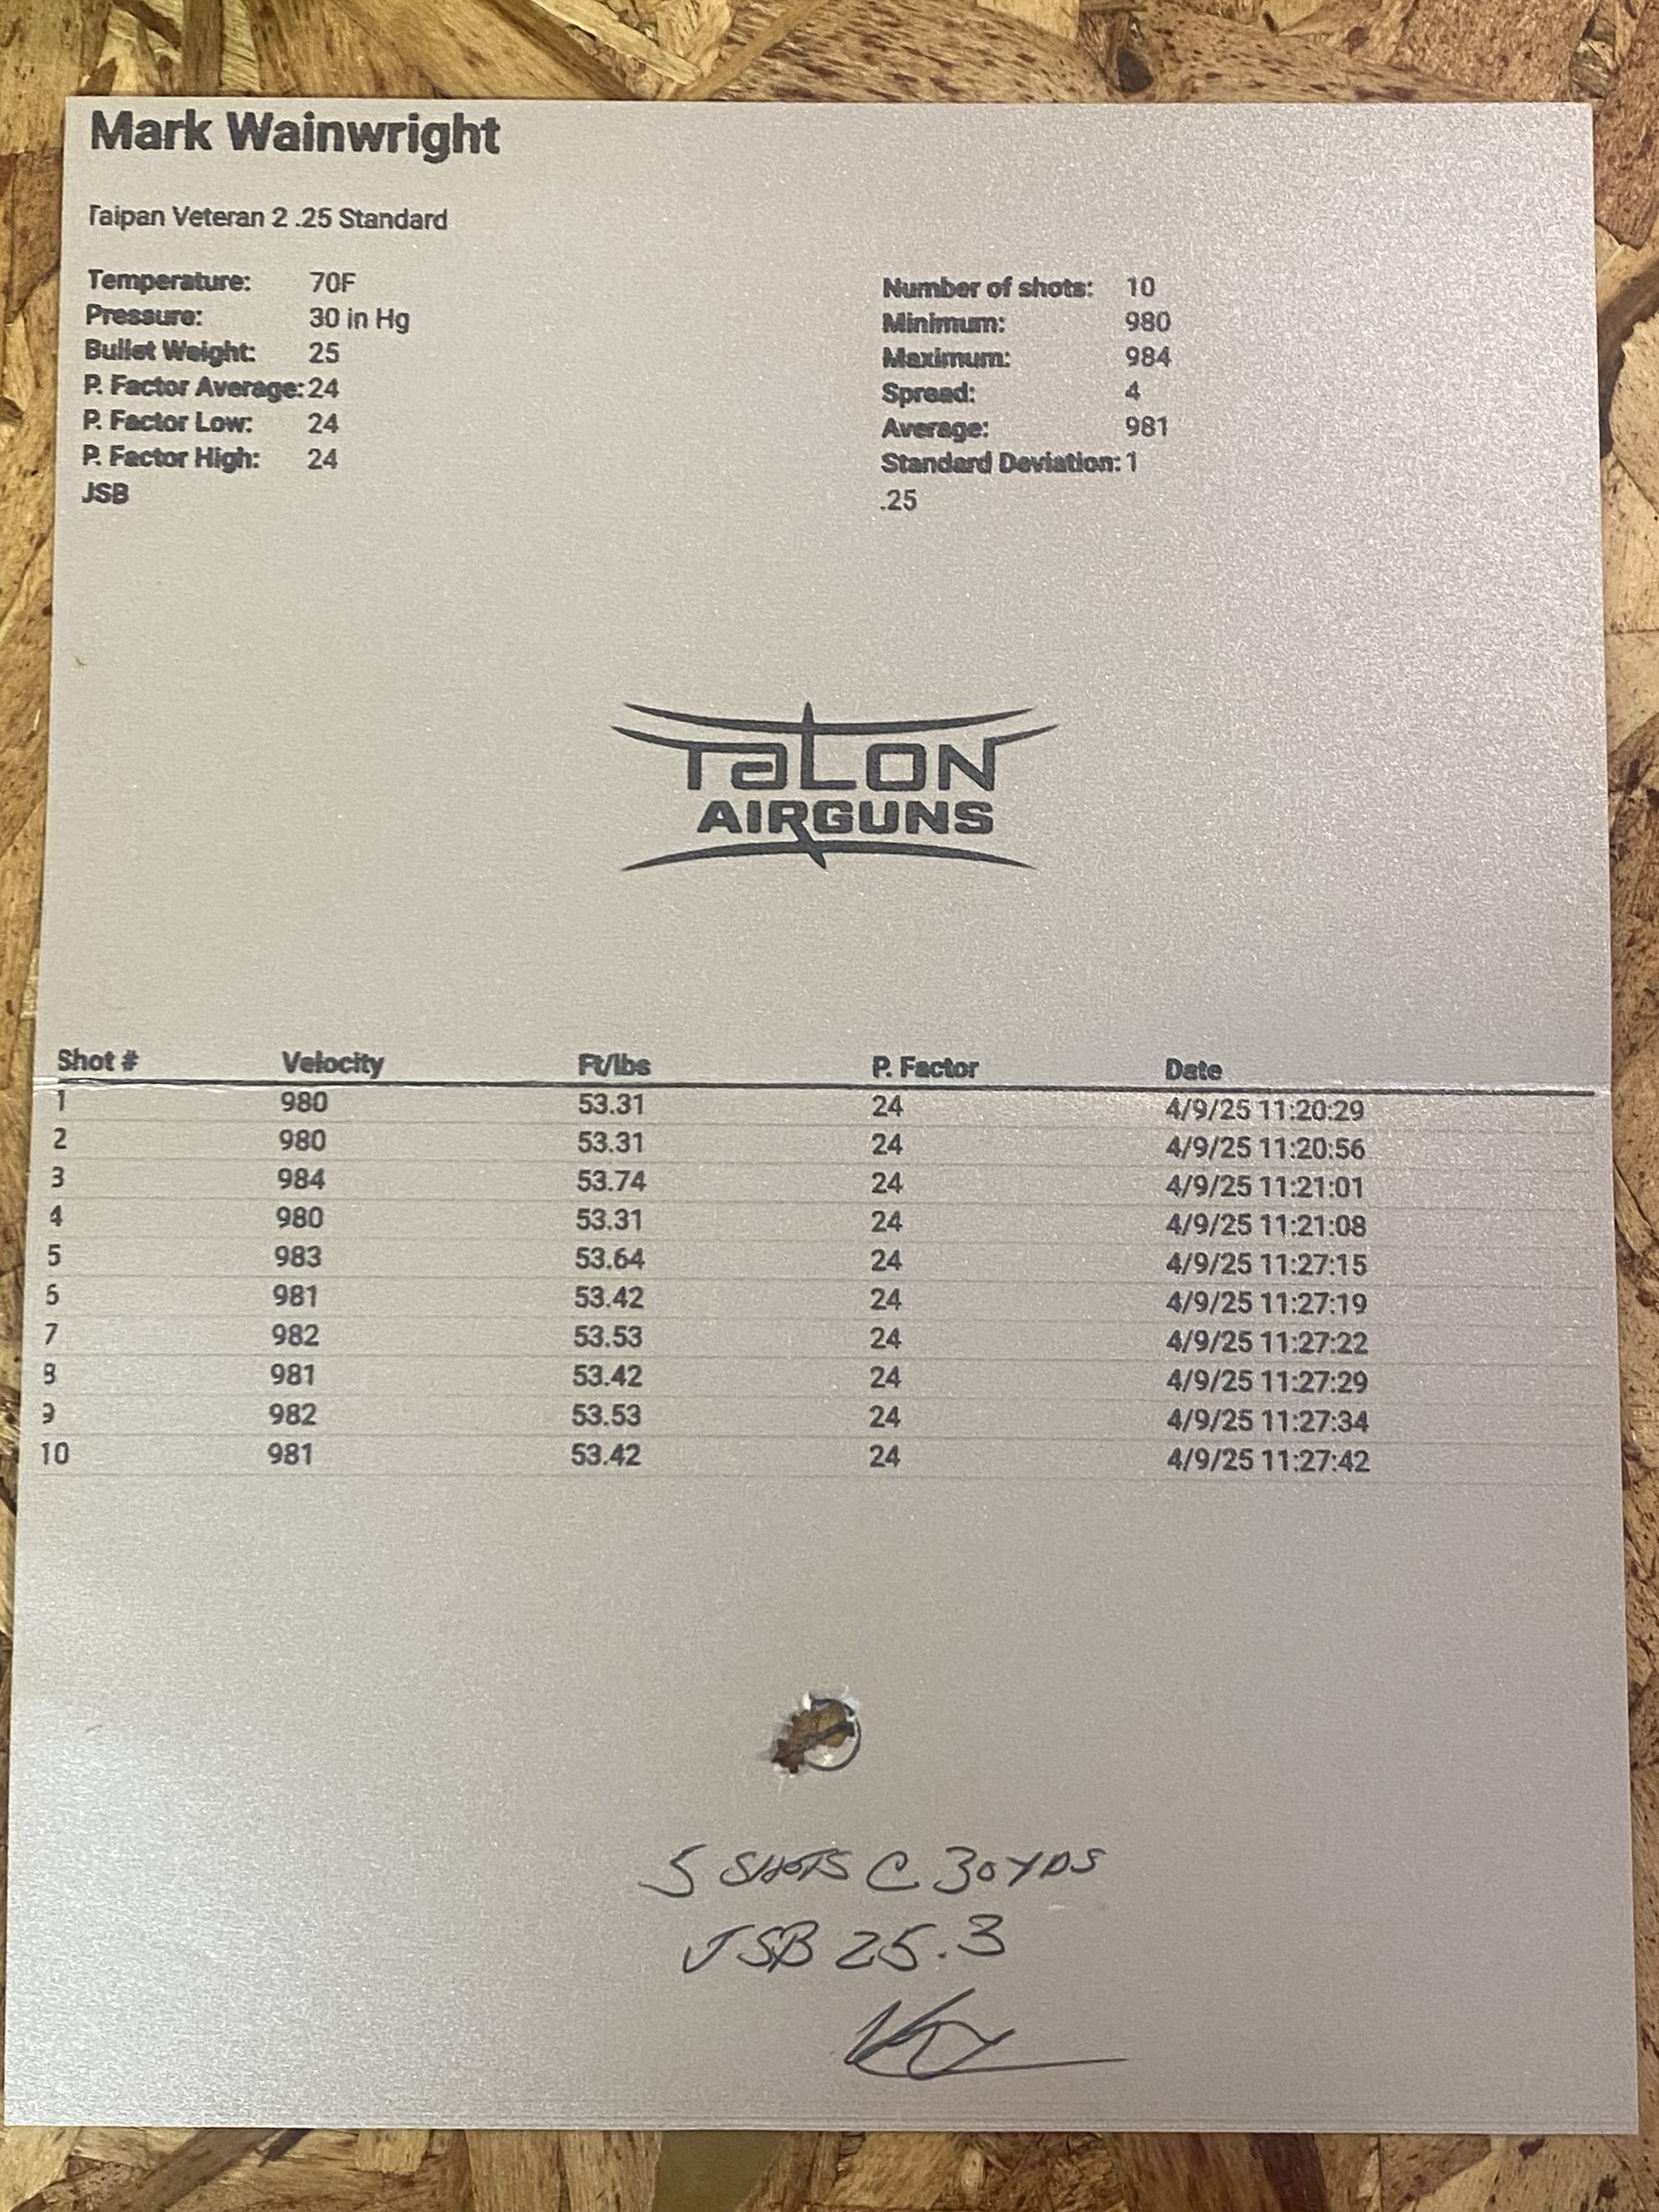 Mark Wainwright
Taipan Veteran 2 .25 Standard
Temperature: 70F
Pressure: 30 in Hg
Bullet Weight: 25
P. Factor Average: 24
P. Factor Low: 24
P. Factor High: 24
JSB
Number of shots: 10
Minimum: 980
Maximum: 984
Spread: 4
Average: 981
Standard Deviation: 1
.25
TALON
AIRGUNS
Shot # Velocity Ft/lbs P. Factor Date
1 980 53.31 24 4/9/25 11:20:29
2 980 53.31 24 4/9/25 11:20:56
3 984 53.74 24 4/9/25 11:21:01
4 980 53.31 24 4/9/25 11:21:08
5 983 53.64 24 4/9/25 11:27:15
6 981 53.42 24 4/9/25 11:27:19
7 982 53.53 24 4/9/25 11:27:22
8 981 53.42 24 4/9/25 11:27:29
9 982 53.53 24 4/9/25 11:27:34
10 981 53.42 24 4/9/25 11:27:42
5 SHOTS @ 30 YDS
JSB 25.3